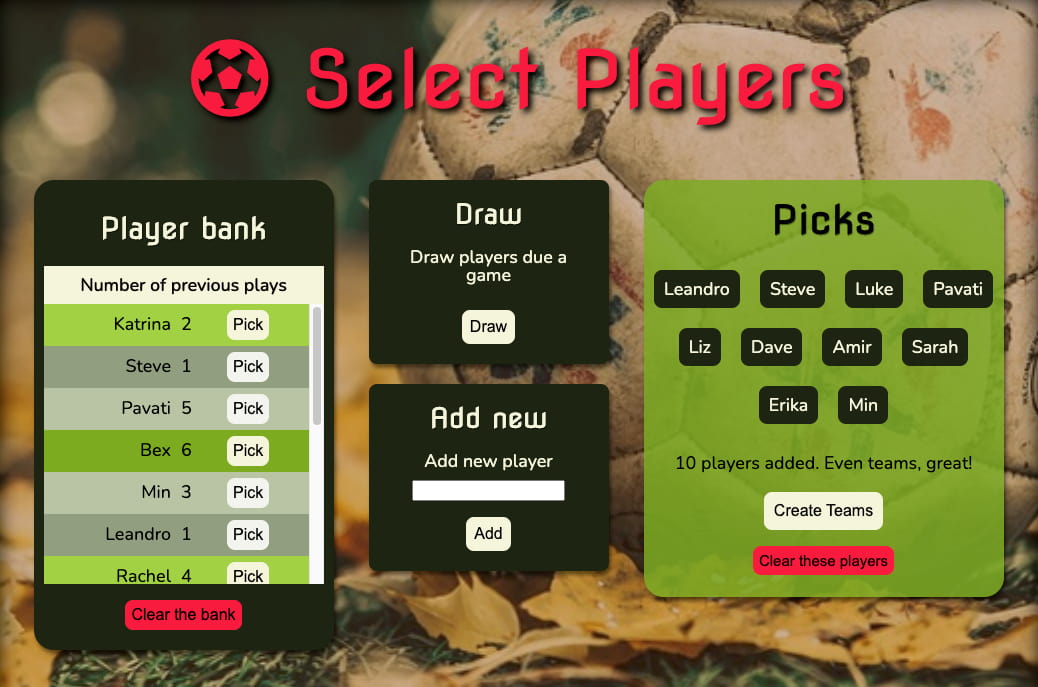 Select Players
Player bank
Number of previous plays
Katrina 2 Pick
Steve 1 Pick
Pavati 5 Pick
Bex 6 Pick
Min 3 Pick
Leandro 1 Pick
Rachel 4 Pick
Clear the bank
Draw
Draw players due a
game
Draw
Add new
Add new player
Add
Picks
Leandro Steve Luke Pavati
Liz Dave Amir Sarah
Erika Min
10 players added. Even teams, great!
Create Teams
Clear these players